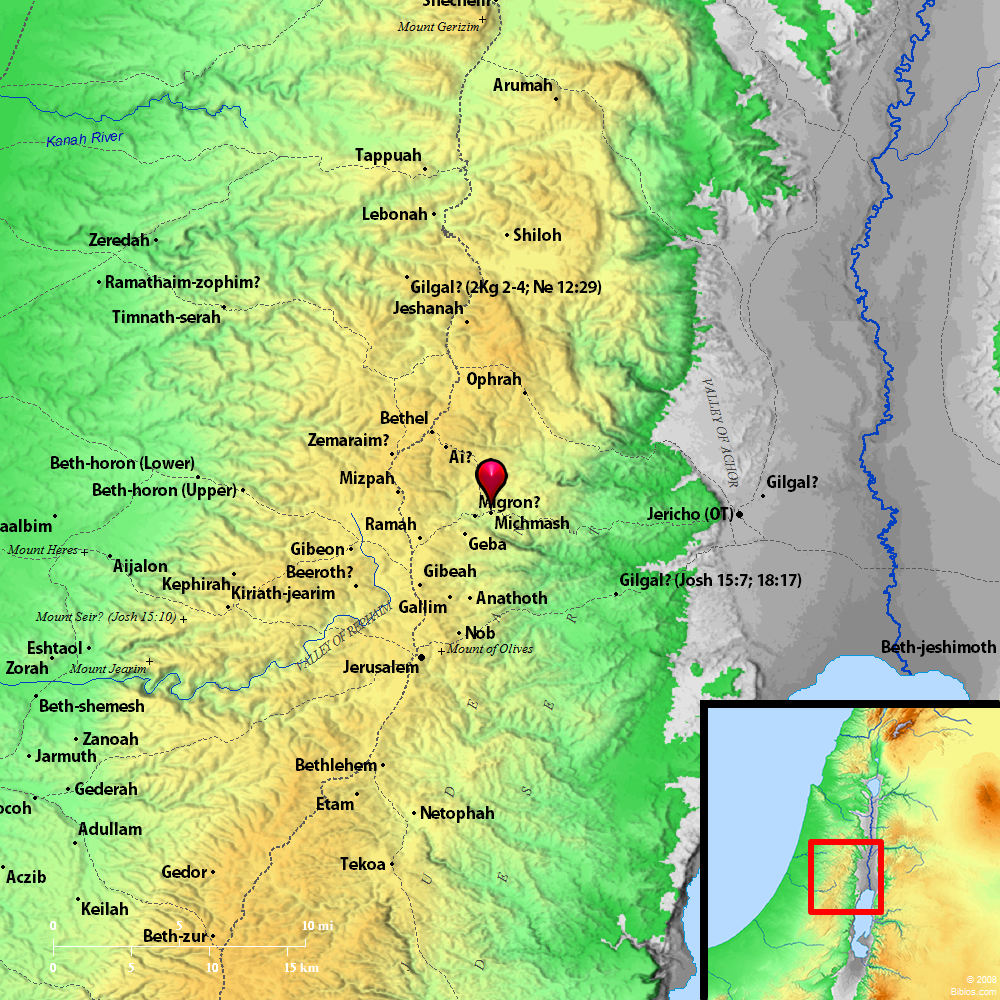 Shechem
Mount Gerizim
Arumah
Kanah River
Tappuah
Lebonah
Shiloh
Zeredah
Ramathaim-zophim?
Gilgal? (2Kg 2-4; Ne 12:29)
Jeshanah
Timnath-serah
Ophrah
VALLEY OF ACHOR
Bethel
Zemaraim?
Ai?
Beth-horon (Lower)
Mizpah
Beth-horon (Upper)
Gilgal?
Migron?
Jericho (OT)
Michmash
aalbim
Ramah
Geba
Mount Heres
Gibeon
Aijalon
Beeroth?
Gibeah
Kephirah
Kiriath-jearim
Gilgal? (Josh 15:7; 18:17)
Anathoth
Gallim
Mount Seir? (Josh 15:10)
VALLEY OF REPHAIM
Nob
Eshtaol
Mount of Olives
Beth-jeshimoth
Zorah
Mount Jearim
Jerusalem
Beth-shemesh
Zanoah
Jarmuth
Bethlehem
Gederah
Etam
ocoh
Netophah
Adullam
Tekoa
Gedor
Aczib
Keilah
0 5 10 mi
Beth-zur
0 5 10 15 km
© 2008
Biblos.com